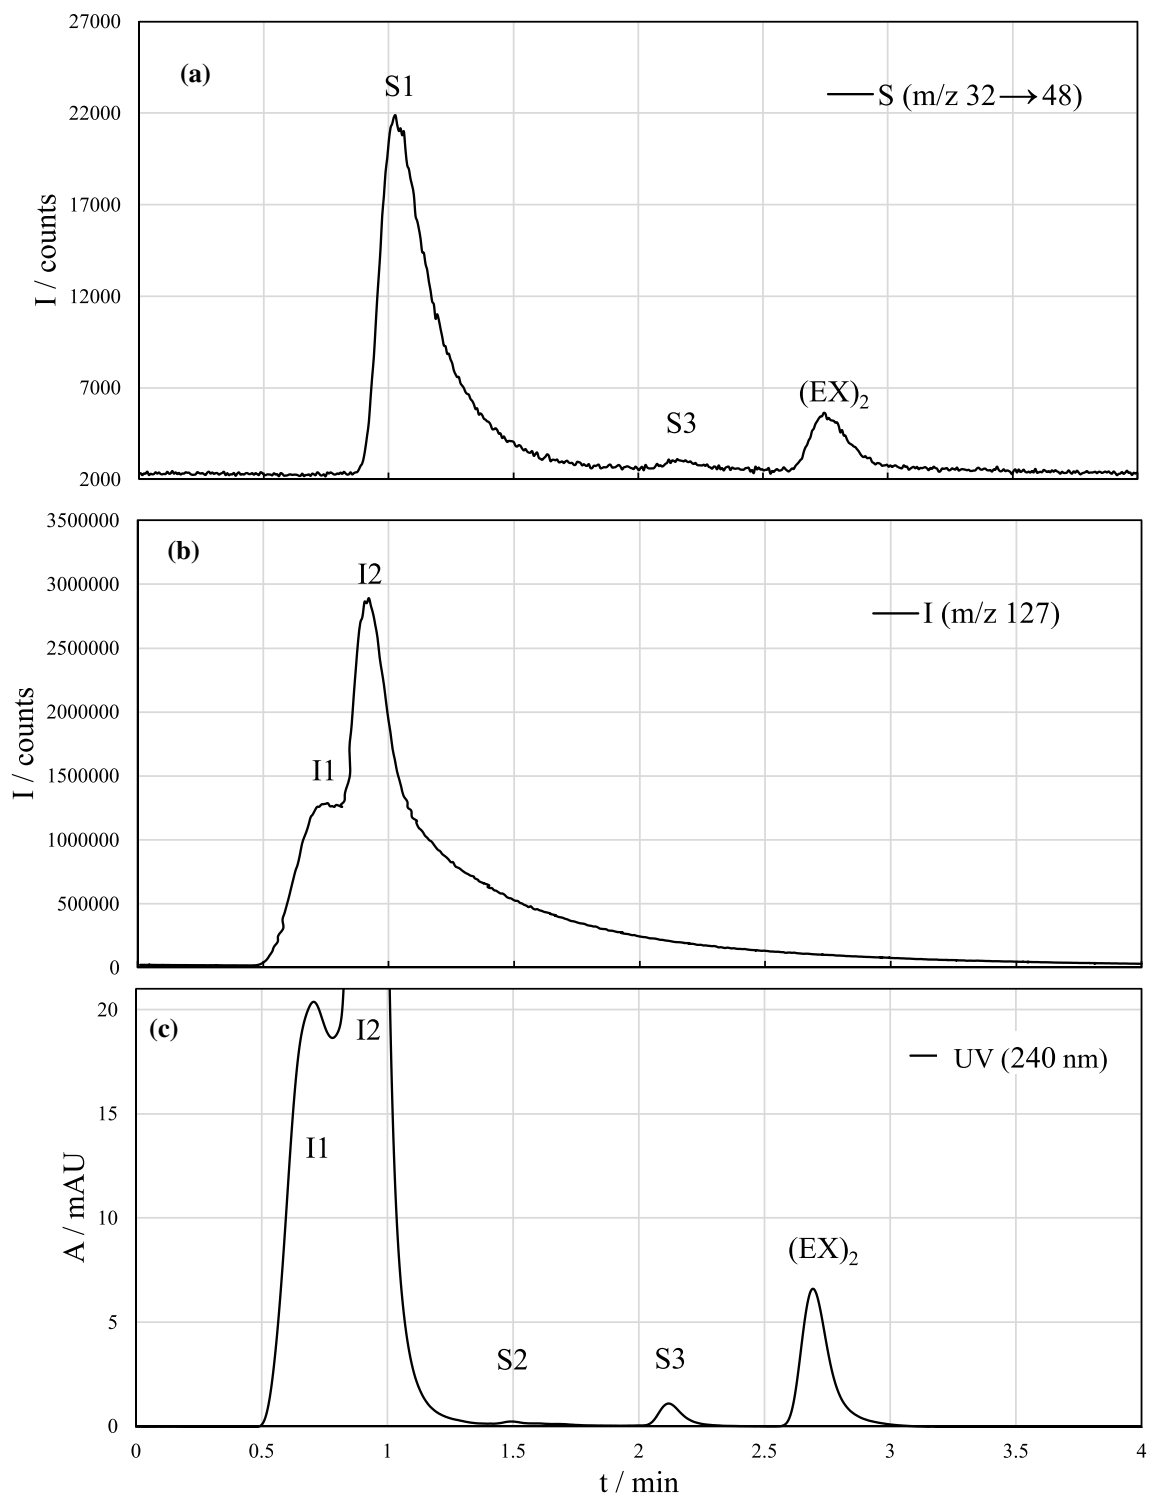 27000
(a)
S1
S (m/z 32→48)
22000
17000
I / counts
12000
7000
(EX)2
S3
2000
3500000
(b)
I2
3000000
I (m/z 127)
2500000
2000000
I / counts
I1
1500000
1000000
500000
0
20
(c)
I2
UV (240 nm)
15
I1
A / mAU
10
(EX)2
5
S2
S3
0
0 0.5 1 1.5 2 2.5 3 3.5 4
t / min